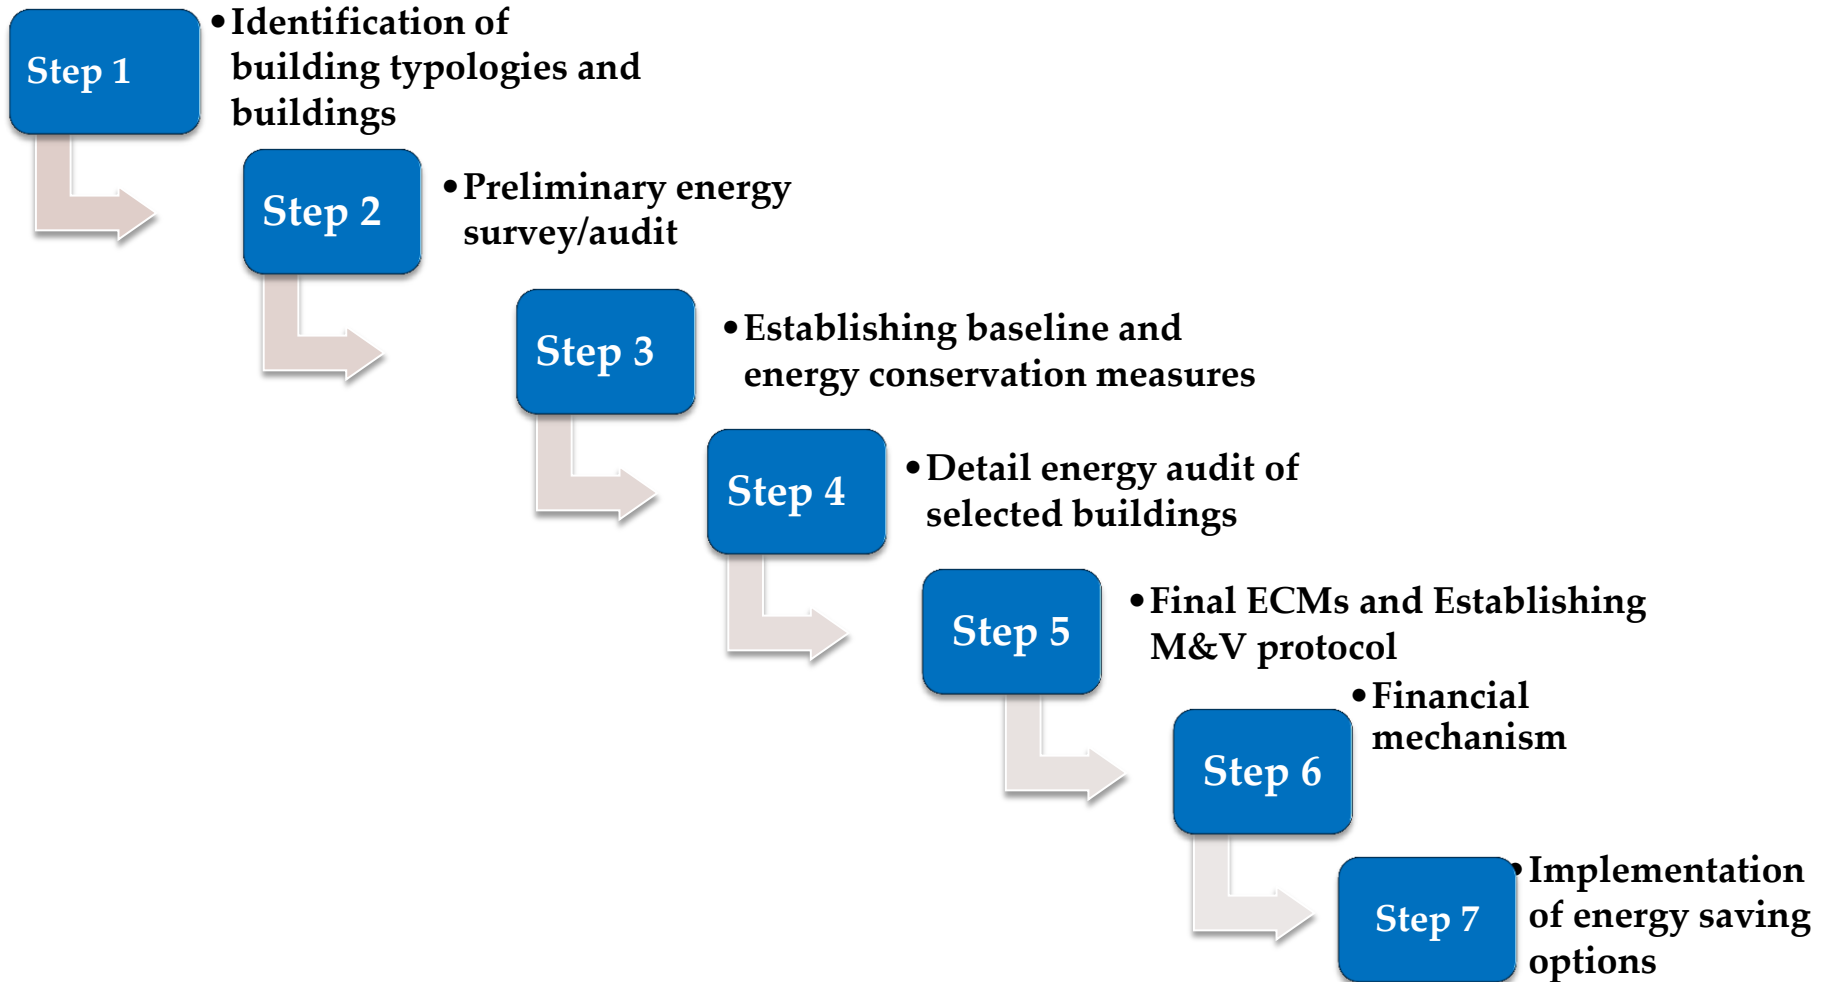 Step 1
•Identification of
building typologies and
buildings
Step 2
•Preliminary energy
survey/audit
Step 3
•Establishing baseline and
energy conservation measures
Step 4
•Detail energy audit of
selected buildings
Step 5
•Final ECMs and Establishing
M&V protocol
Step 6
•Financial
mechanism
Step 7
•Implementation
of energy saving
options